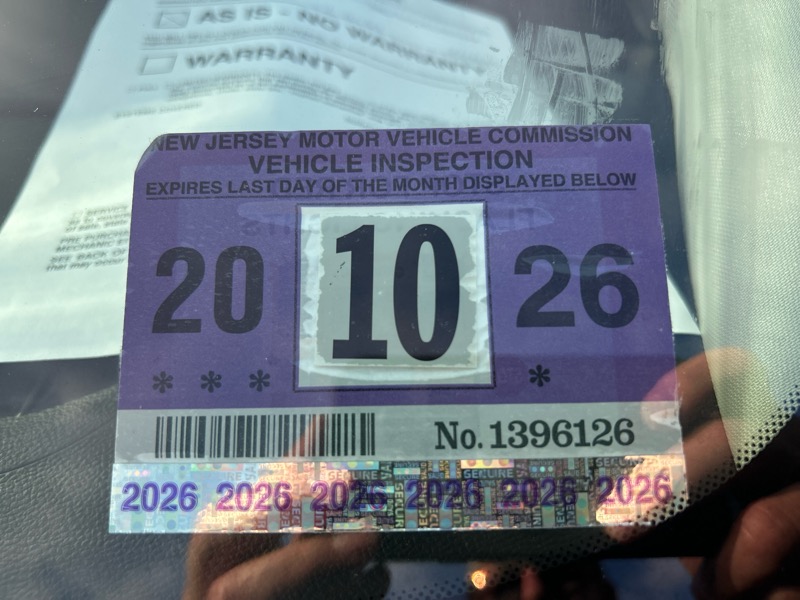 AS IS - NO WARRANTY
WARRANTY
NEW JERSEY MOTOR VEHICLE COMMISSION
VEHICLE INSPECTION
EXPIRES LAST DAY OF THE MONTH DISPLAYED BELOW
20 10 26
* * * *
No. 1396126
2026 2026 2026 2026 2026 2026